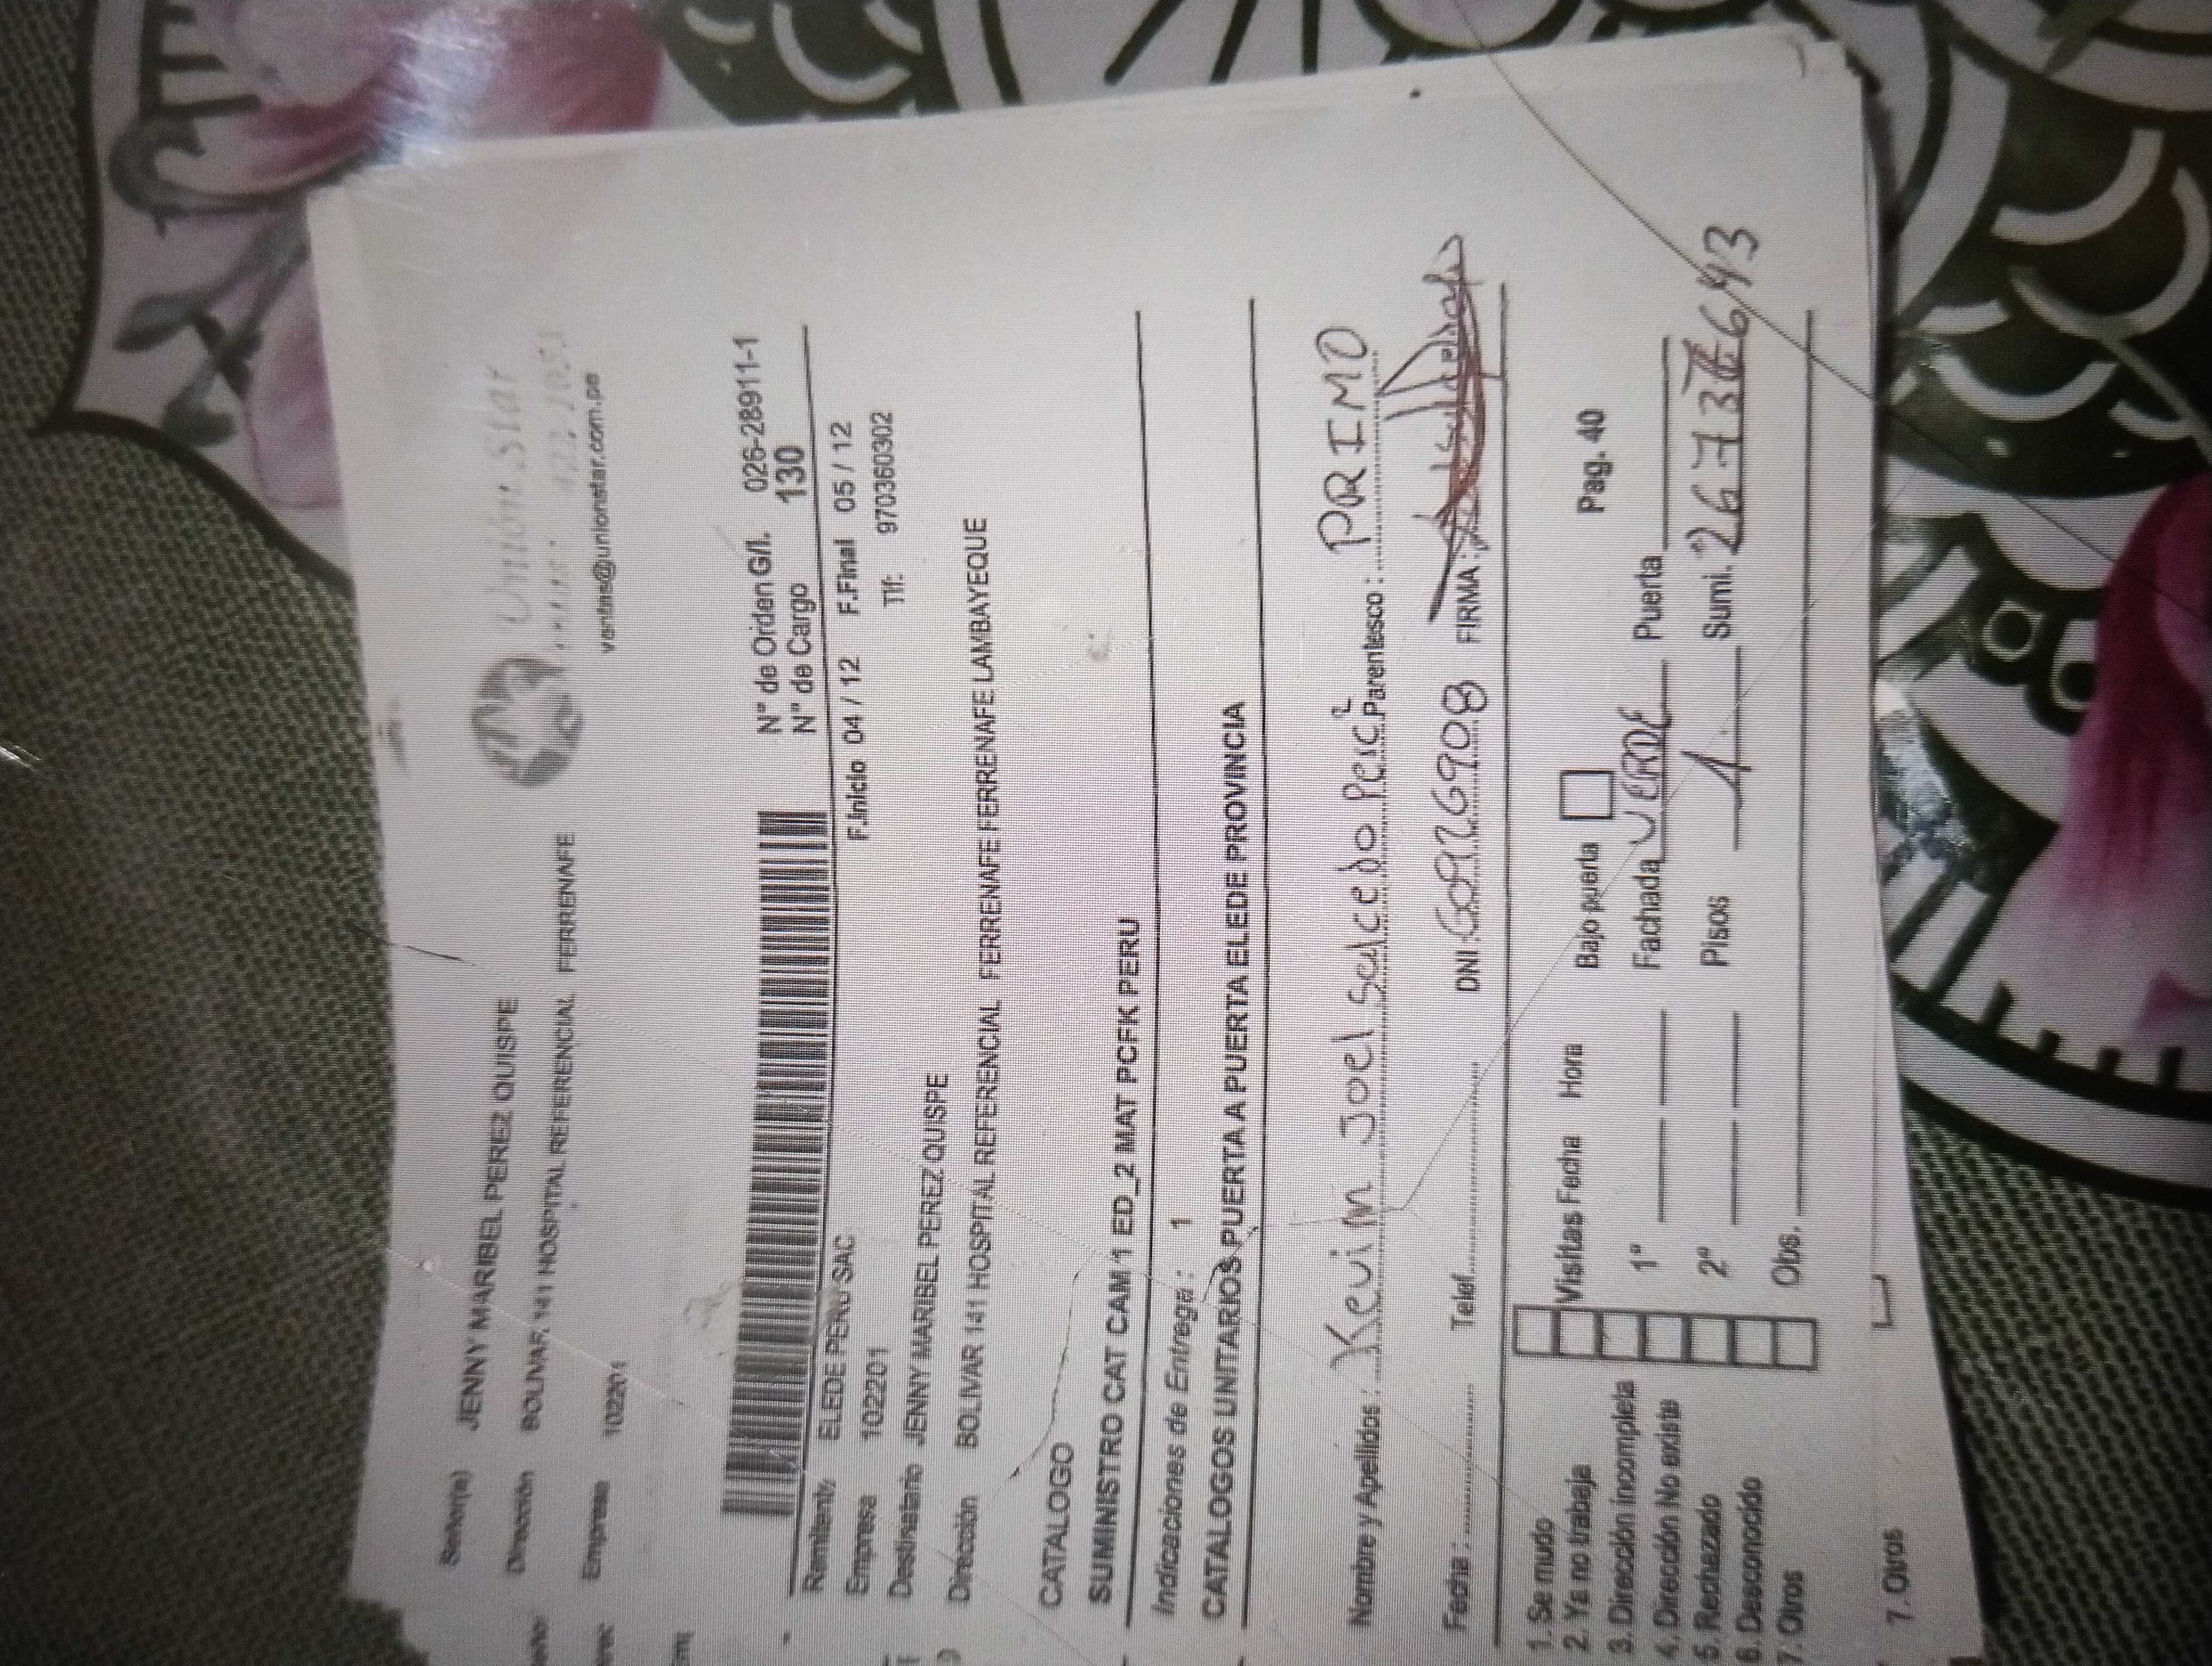 Señor(a) JENNY MARIBEL PEREZ QUISPE
Dirección BOLIVAR 141 HOSPITAL REFERENCIAL FERRENAFE
Empresa 102201
Unión Star
ventas@unionstar.com.pe
N° de Orden G/I. 026-28911-1
N° de Cargo 130
Remitente ELEDE PERU SAC
F.Inicio 04 / 12 F.Final 05 / 12
Empresa 102201
Tlf: 970360302
Destinetario JENNY MARIBEL PEREZ QUISPE
Dirección BOLIVAR 141 HOSPITAL REFERENCIAL FERRENAFE FERRENAFE LAMBAYEQUE
CATALOGO
SUMINISTRO CAT CAM 1 ED_2 MAT PCFK PERU
Indicaciones de Entrega : 1
CATALOGOS UNITARIOS PUERTA A PUERTA ELEDE PROVINCIA
Nombre y Apellidos : Kevin Joel Salcedo Parentesco : PRIMO
Fecha : Telef. DNI : FIRMA :
1. Se mudo
2. Ya no trabaja
3. Dirección incompleta
4. Dirección No existe
5. Rechazado
6. Desconocido
7. Otros
Visitas Fecha Hora Bajo puerta Pag. 40
1° Fachada VERDE Puerta
2° Pisos 1 Sumi.
Obs.
7. Otros